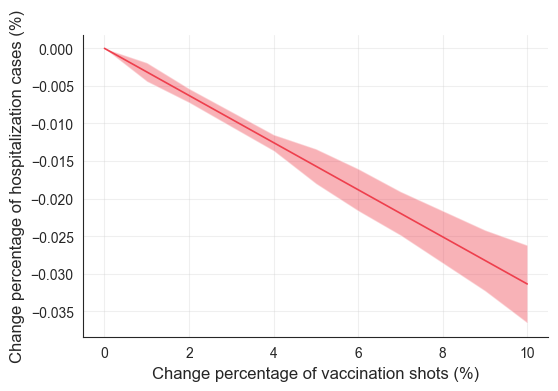 Change percentage of hospitalization cases (%)
0.000
−0.005
−0.010
−0.015
−0.020
−0.025
−0.030
−0.035
0 2 4 6 8 10
Change percentage of vaccination shots (%)